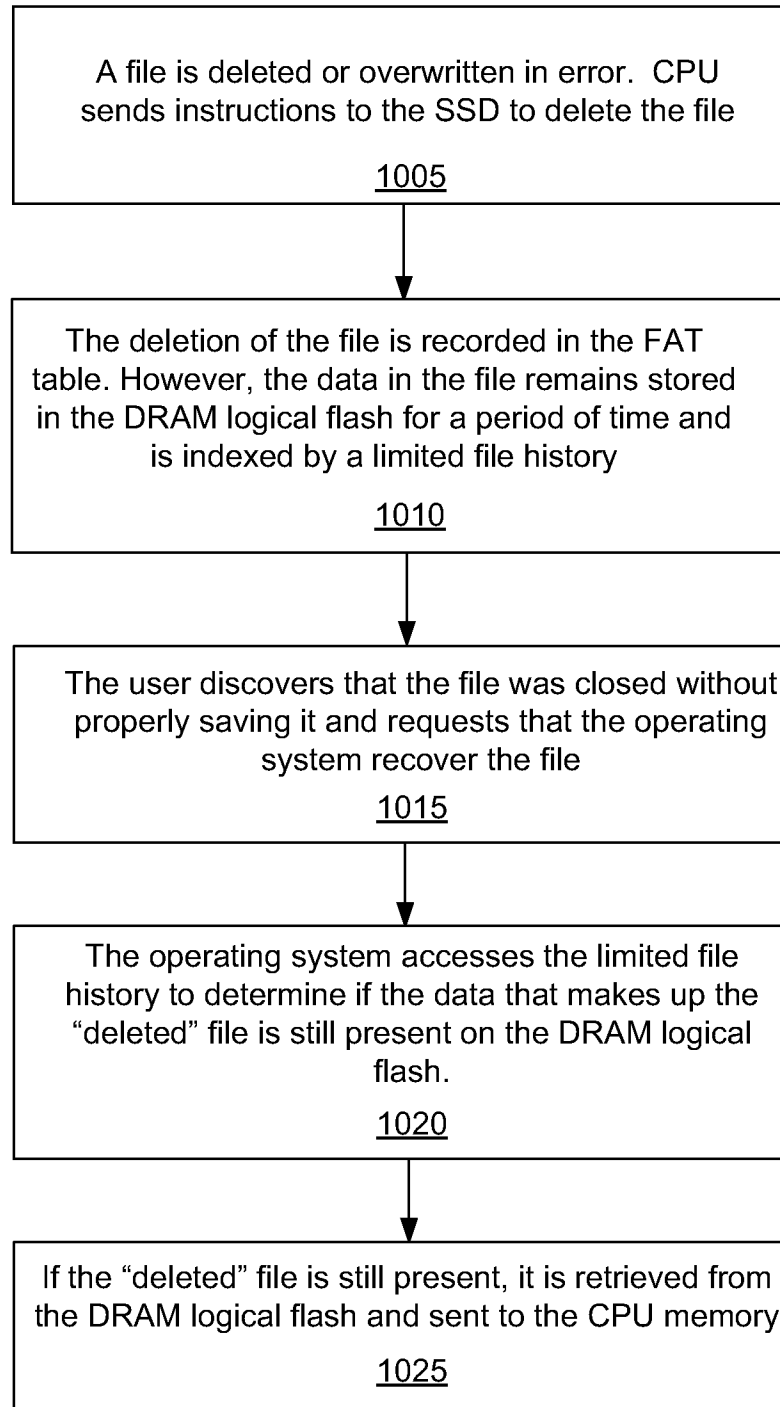 A file is deleted or overwritten in error.  CPU
sends instructions to the SSD to delete the file
1005
The deletion of the file is recorded in the FAT
table. However, the data in the file remains stored
in the DRAM logical flash for a period of time and
is indexed by a limited file history
1010
The user discovers that the file was closed without
properly saving it and requests that the operating
system recover the file
1015
The operating system accesses the limited file
history to determine if the data that makes up the
“deleted” file is still present on the DRAM logical
flash.
1020
If the “deleted” file is still present, it is retrieved from
the DRAM logical flash and sent to the CPU memory
1025